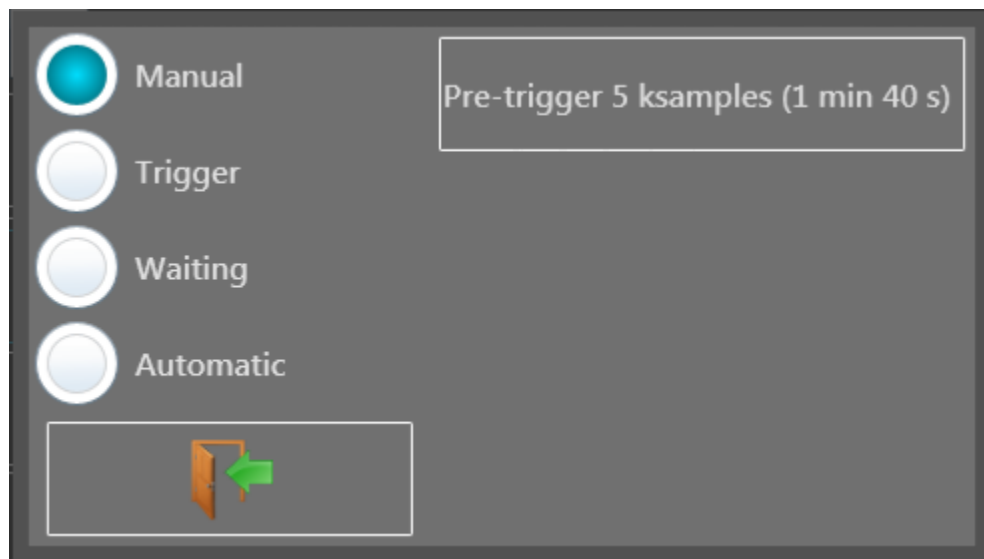 Manual
Trigger
Waiting
Automatic
Pre-trigger 5 ksamples (1 min 40 s)